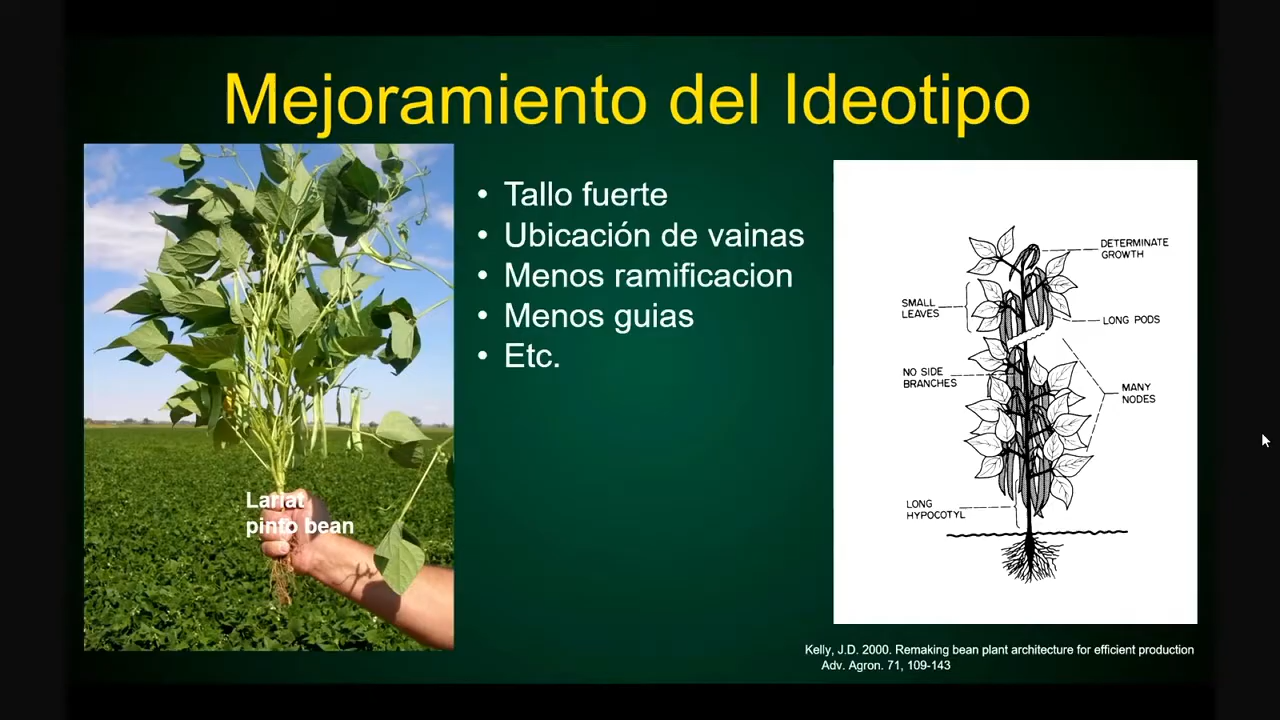 Mejoramiento del Ideotipo
• Tallo fuerte
• Ubicación de vainas
• Menos ramificacion
• Menos guias
• Etc.
Lariat
pinto bean
DETERMINATE
GROWTH
SMALL
LEAVES
LONG PODS
NO SIDE
BRANCHES
MANY
NODES
LONG
HYPOCOTYL
Kelly, J.D. 2000. Remaking bean plant architecture for efficient production
Adv. Agron. 71, 109-143